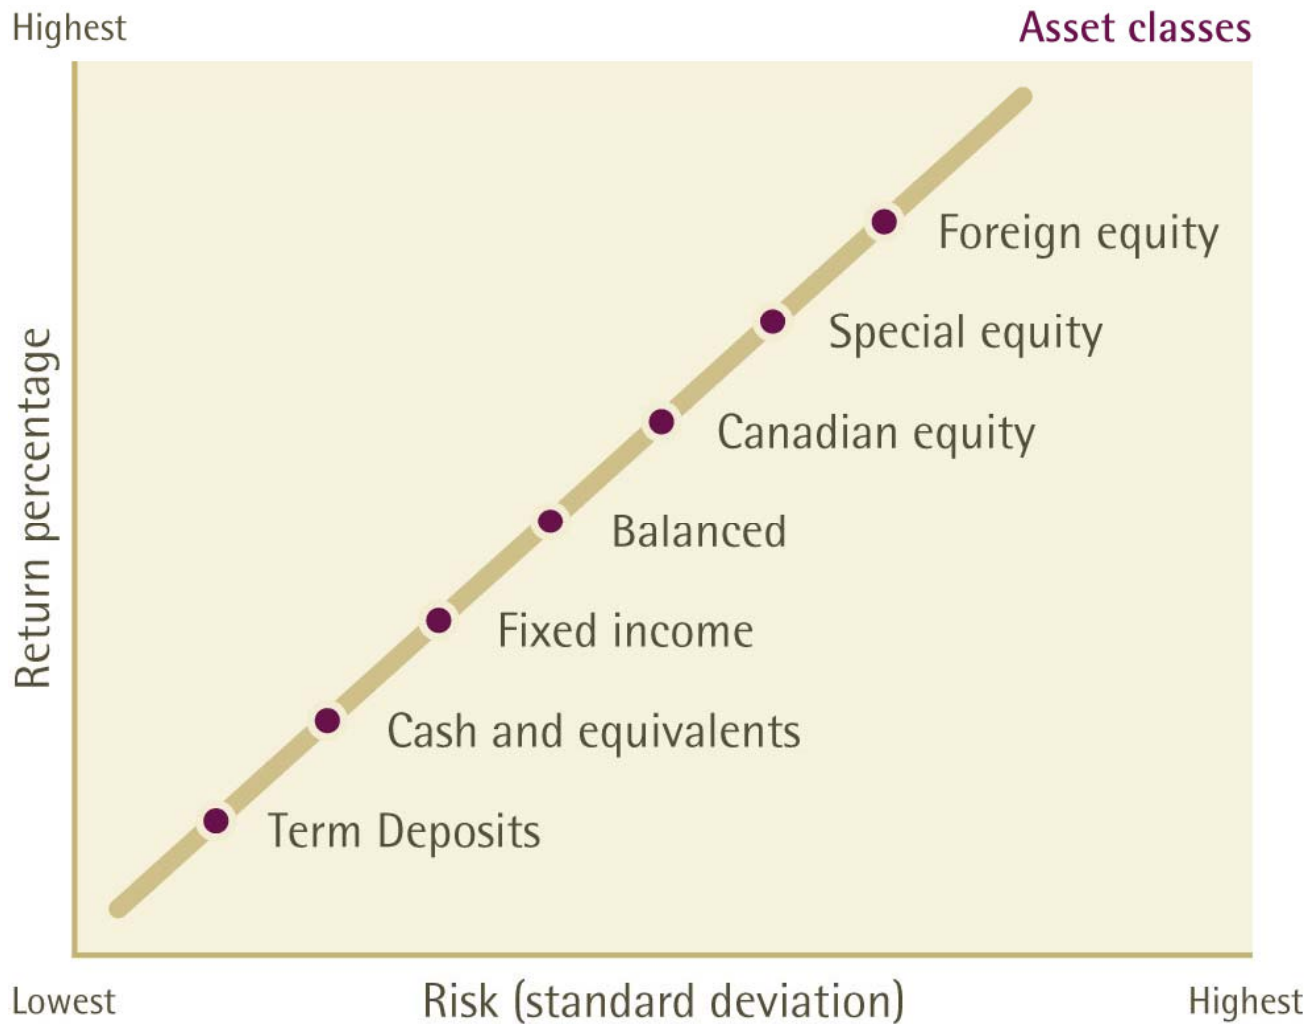 Highest
Asset classes
Return percentage
Foreign equity
Special equity
Canadian equity
Balanced
Fixed income
Cash and equivalents
Term Deposits
Lowest
Risk (standard deviation)
Highest